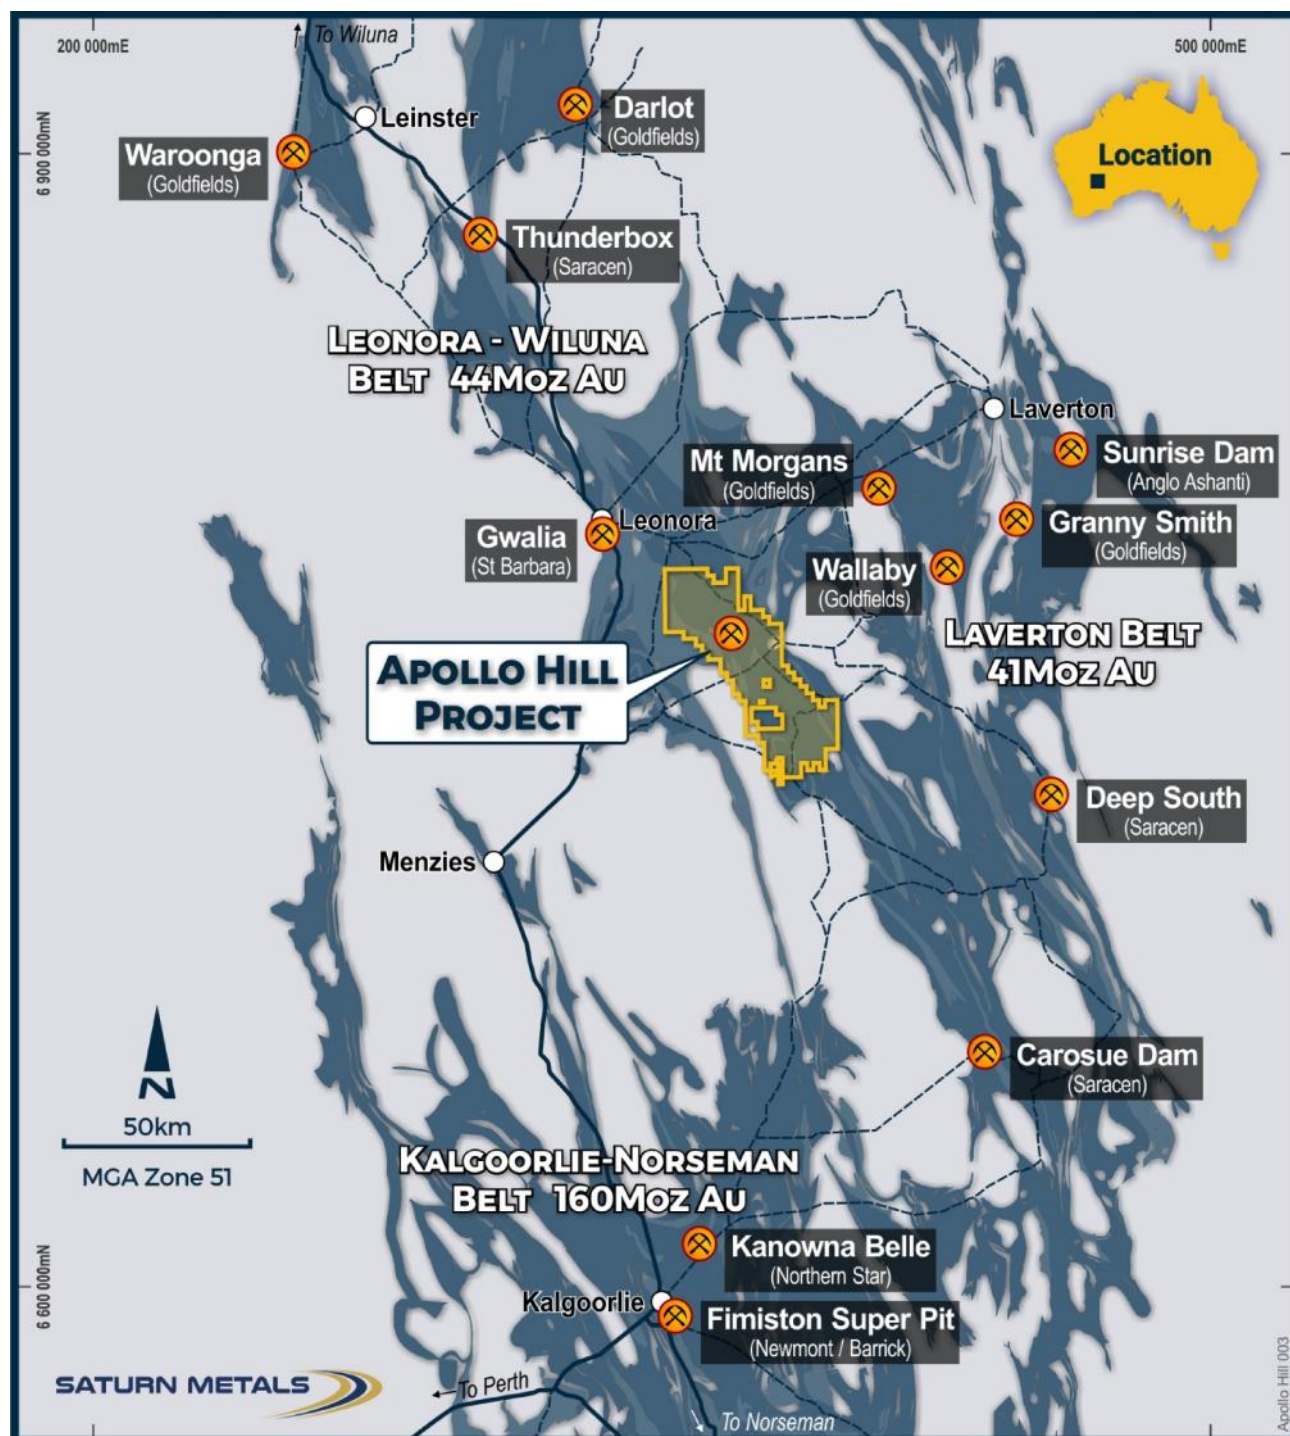 200 000mE
500 000mE
To Wiluna
6 900 000mN
Leinster
Darlot
(Goldfields)
Waroonga
(Goldfields)
Location
Thunderbox
(Saracen)
LEONORA - WILUNA
BELT 44MOZ AU
Laverton
Mt Morgans
(Goldfields)
Sunrise Dam
(Anglo Ashanti)
Leonora
Gwalia
(St Barbara)
Granny Smith
(Goldfields)
Wallaby
(Goldfields)
LAVERTON BELT
41MOZ AU
APOLLO HILL
PROJECT
Deep South
(Saracen)
Menzies
N
50km
MGA Zone 51
Carosue Dam
(Saracen)
KALGOORLIE-NORSEMAN
BELT 160MOZ AU
Kanowna Belle
(Northern Star)
6 600 000mN
Kalgoorlie
Fimiston Super Pit
(Newmont / Barrick)
SATURN METALS
To Perth
To Norseman
Apollo Hill 003